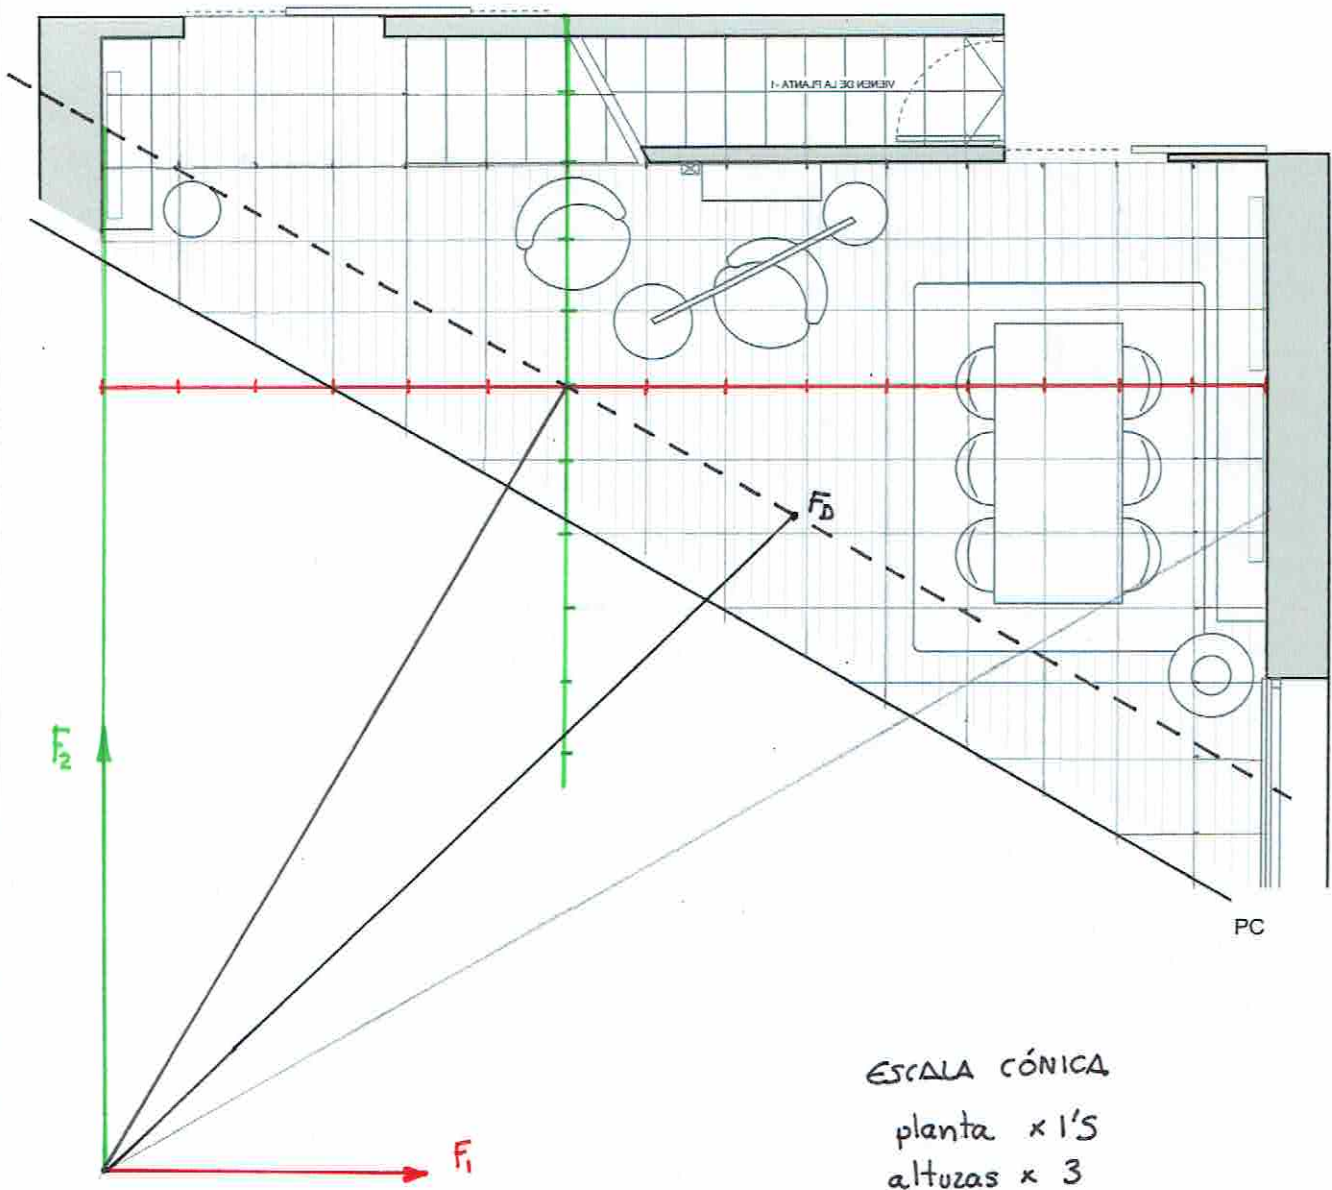 VIENEN DE LA PLANTA -1
F_D
F_2
PC
ESCALA CÓNICA
planta x 1'5
F_1
alturas x 3